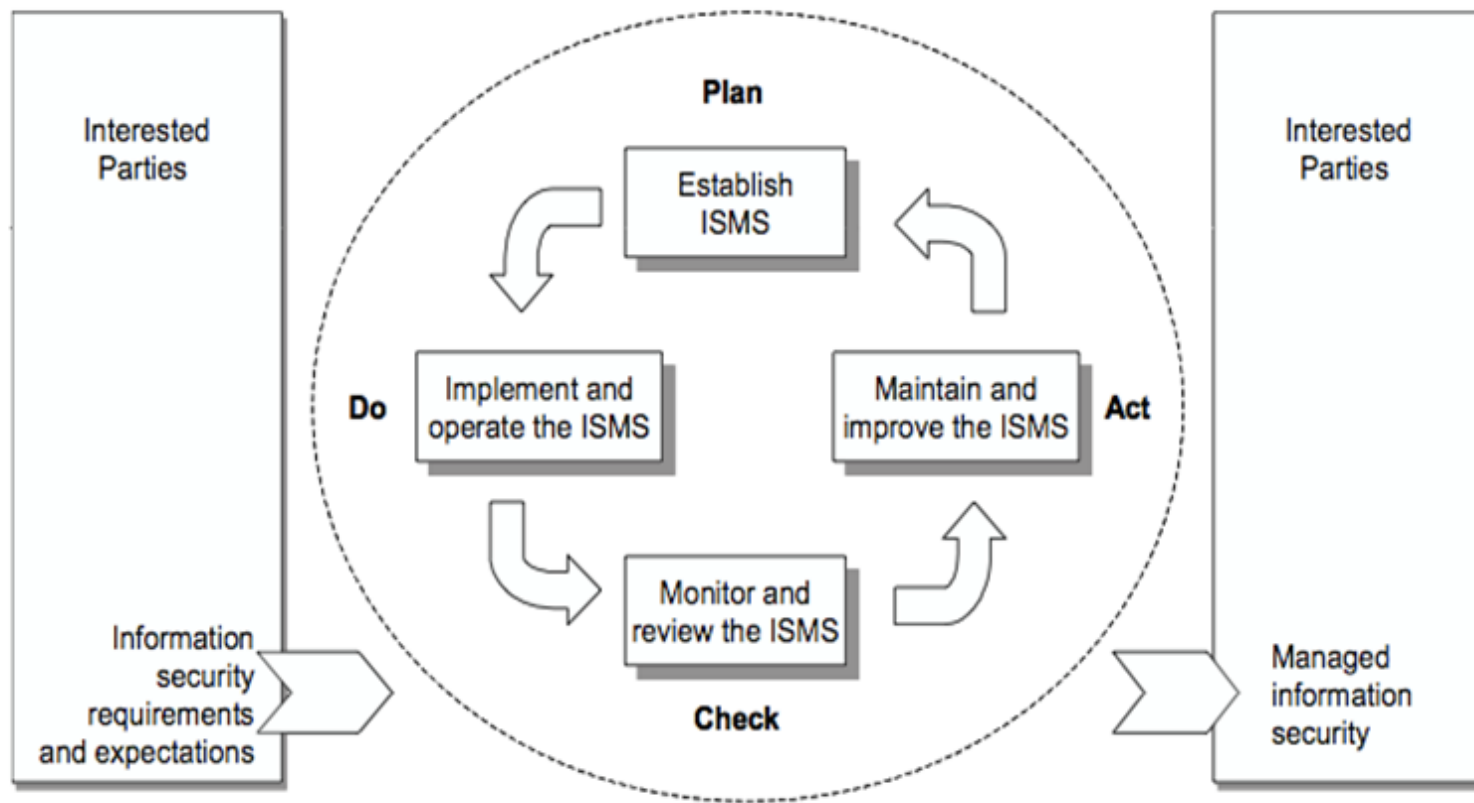 Interested
Parties
Information
security
requirements
and expectations
Plan
Establish
ISMS
Do
Implement and
operate the ISMS
Maintain and
improve the ISMS
Act
Monitor and
review the ISMS
Check
Interested
Parties
Managed
information
security